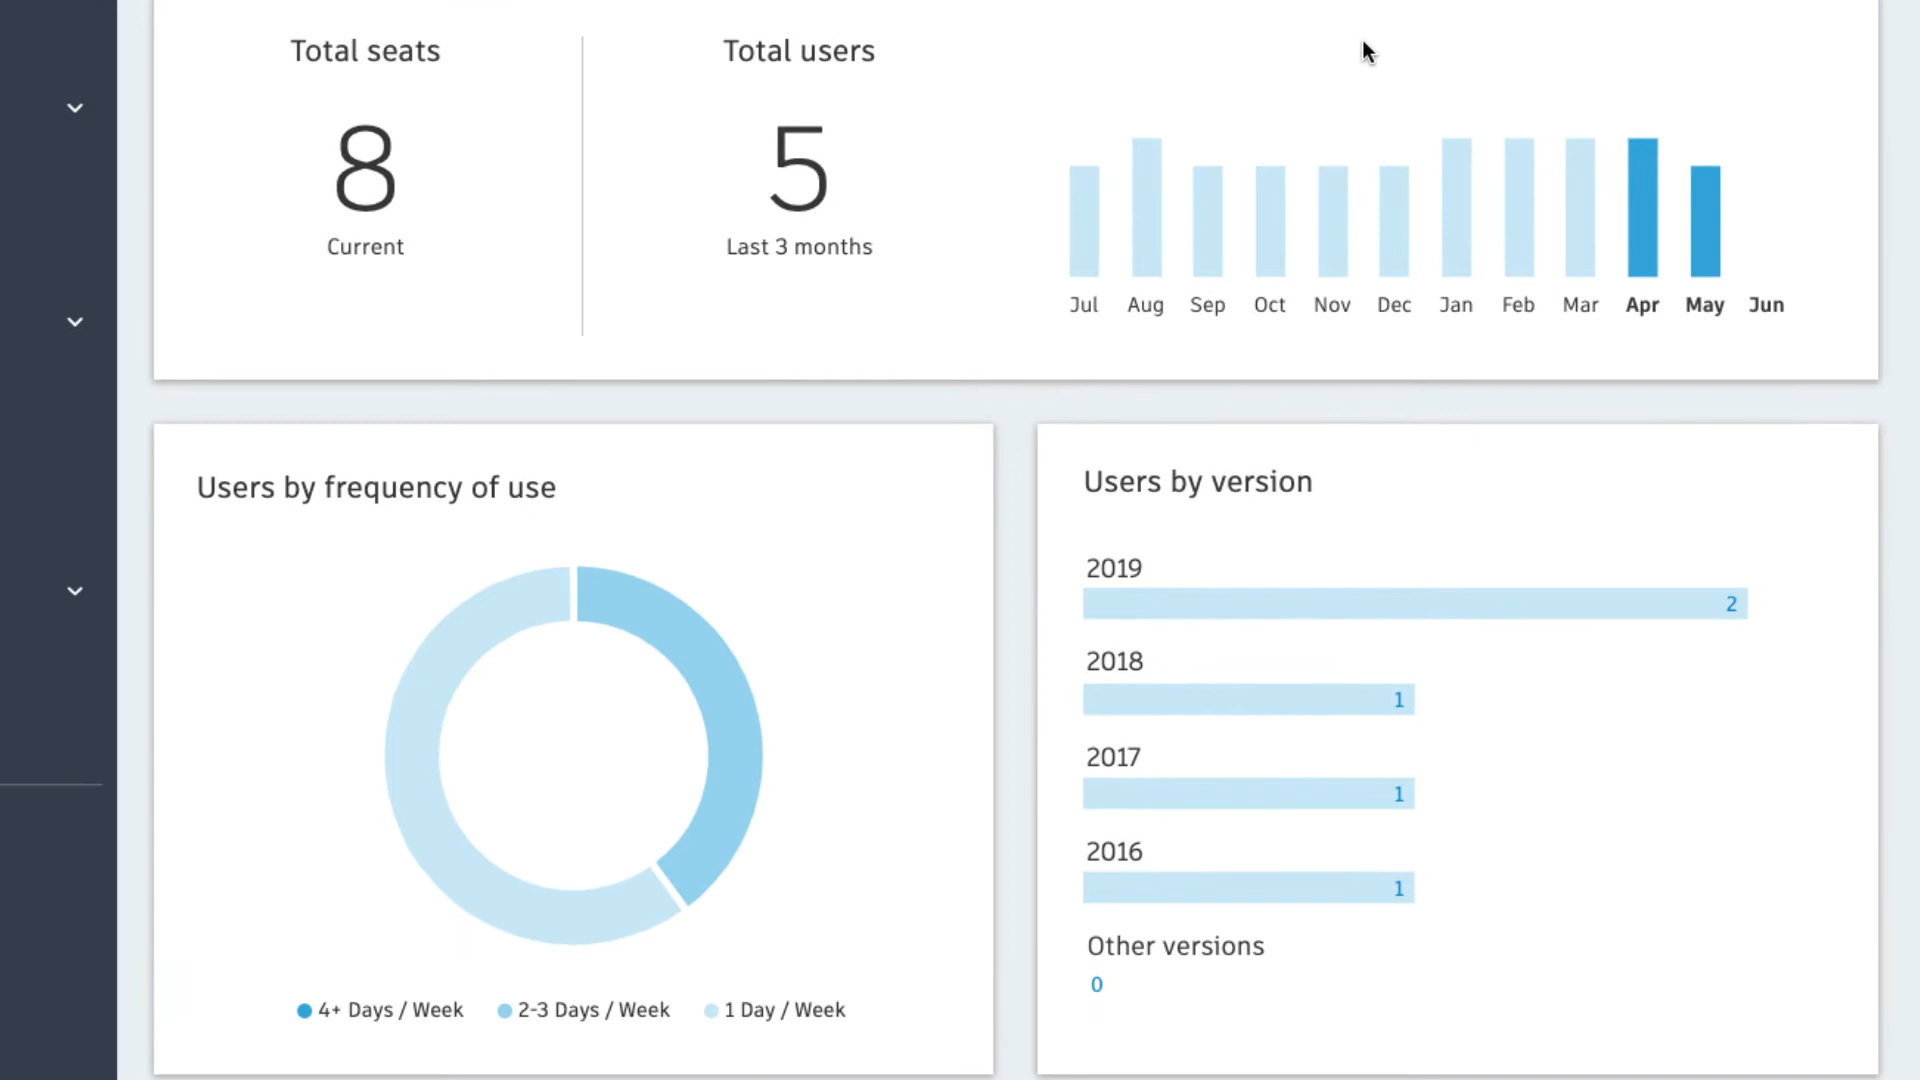 Total seats
8
Current
Total users
5
Last 3 months
Jul Aug Sep Oct Nov Dec Jan Feb Mar Apr May Jun
Users by frequency of use
4+ Days / Week 2-3 Days / Week 1 Day / Week
Users by version
2019
2
2018
1
2017
1
2016
1
Other versions
0